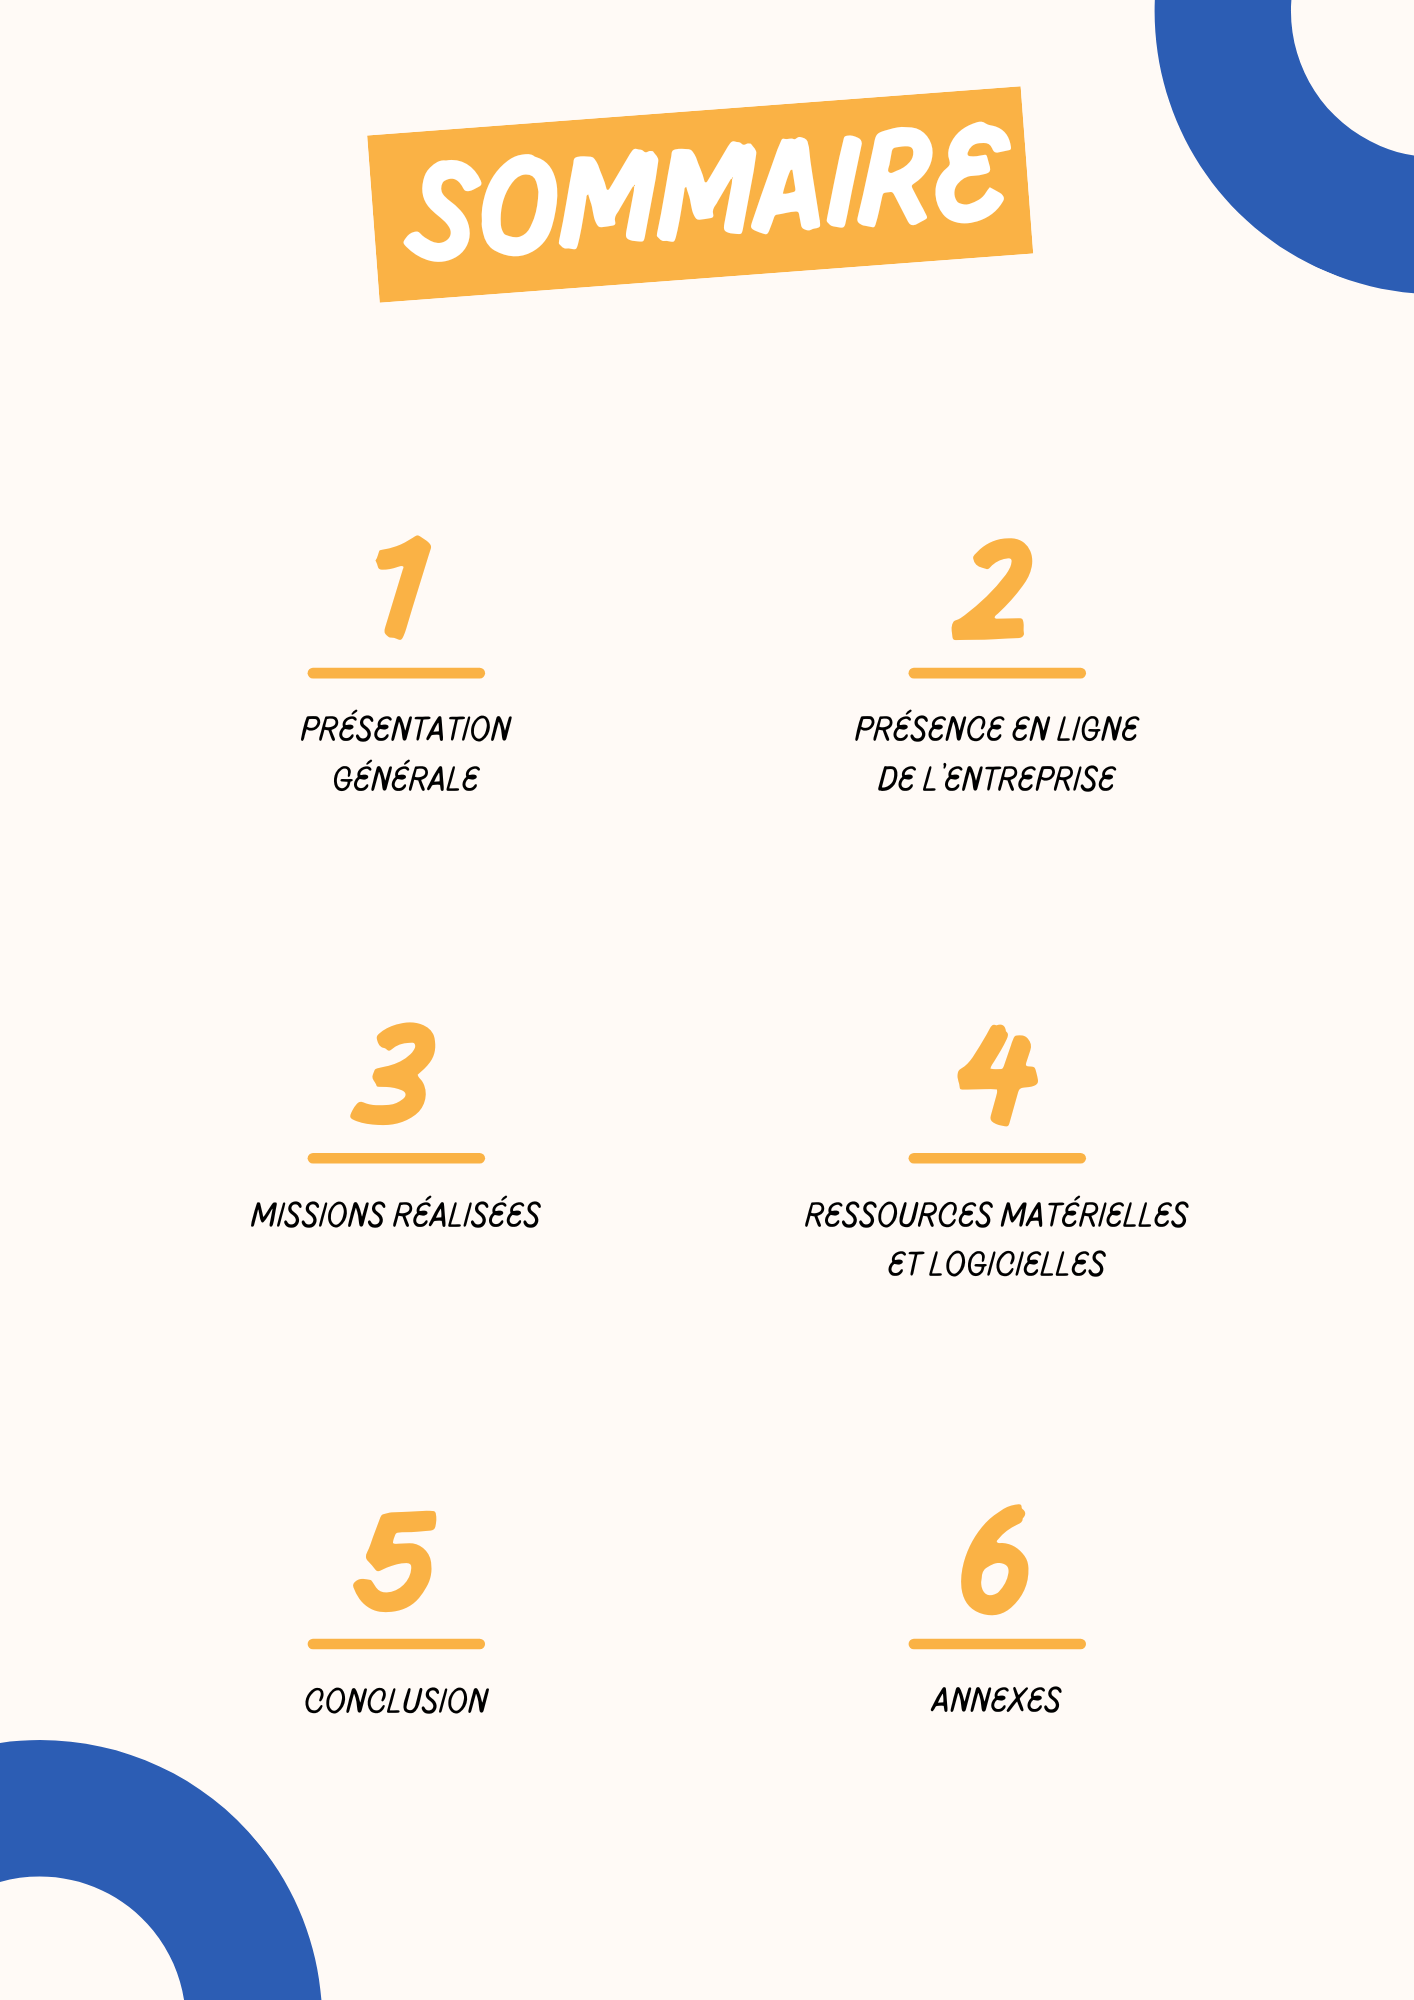 SOMMAIRE
1
PRÉSENTATION
GÉNÉRALE
2
PRÉSENCE EN LIGNE
DE L'ENTREPRISE
3
MISSIONS RÉALISÉES
4
RESSOURCES MATÉRIELLES
ET LOGICIELLES
5
CONCLUSION
6
ANNEXES